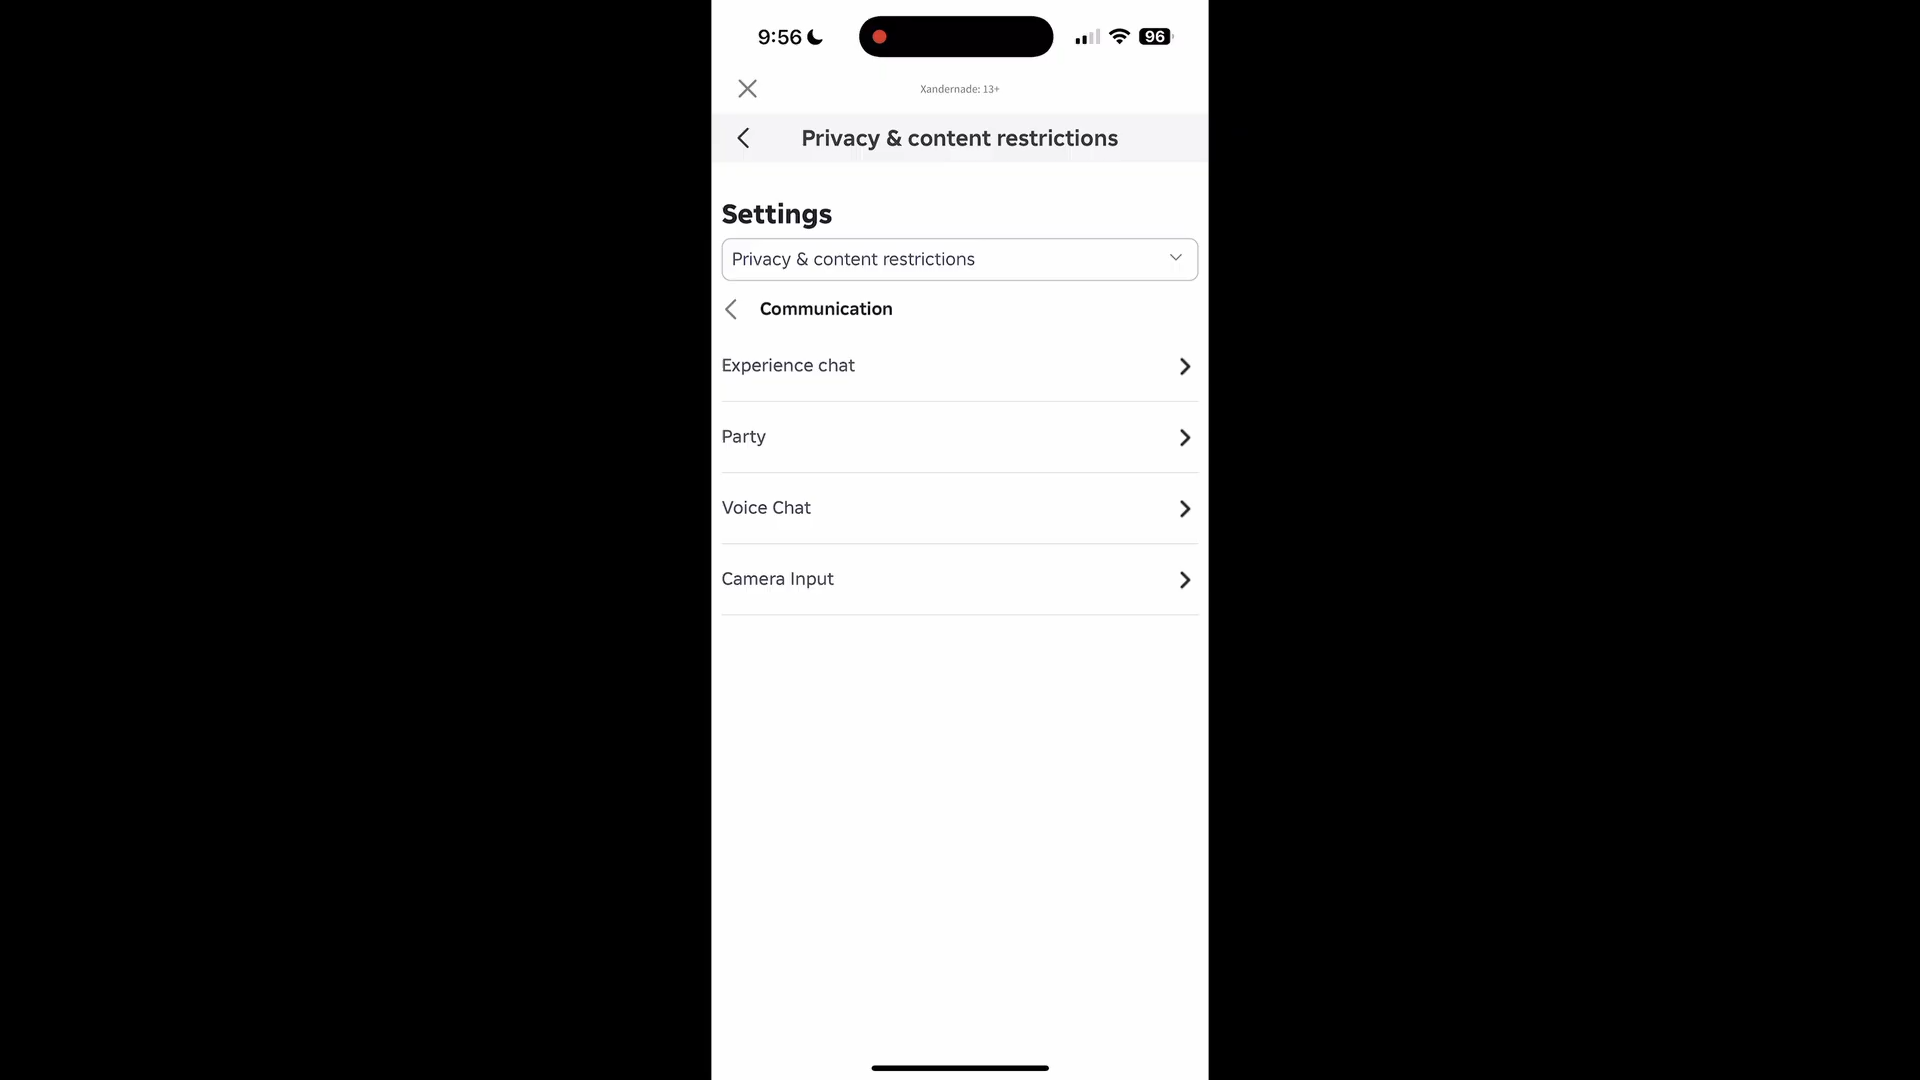 9:56
96
Xandernade: 13+
Privacy & content restrictions
Settings
Privacy & content restrictions
Communication
Experience chat
Party
Voice Chat
Camera Input